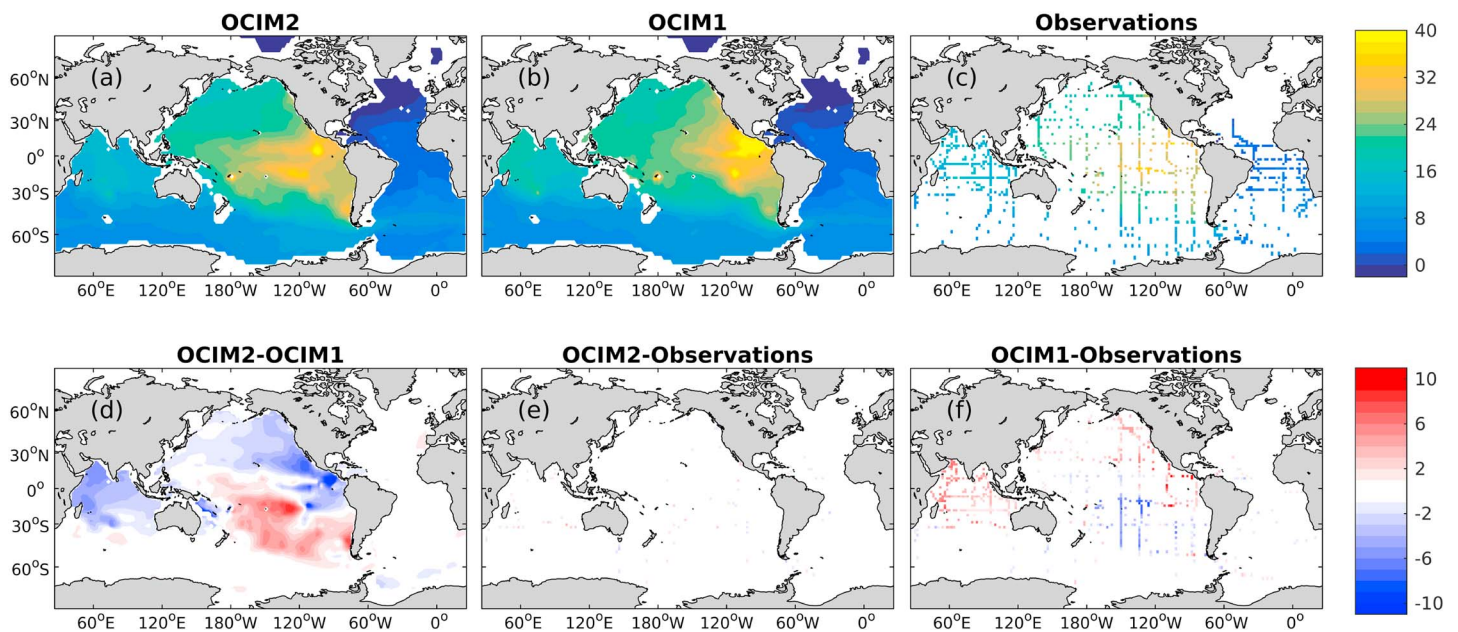 OCIM2 OCIM1 Observations
(a) (b) (c)
60°N
30°N
0°
30°S
60°S
40
32
24
16
8
0
60°E 120°E 180°W 120°W 60°W 0° 60°E 120°E 180°W 120°W 60°W 0° 60°E 120°E 180°W 120°W 60°W 0°
OCIM2-OCIM1 OCIM2-Observations OCIM1-Observations
(d) (e) (f)
60°N
30°N
0°
30°S
60°S
10
6
2
-2
-6
-10
60°E 120°E 180°W 120°W 60°W 0° 60°E 120°E 180°W 120°W 60°W 0° 60°E 120°E 180°W 120°W 60°W 0°